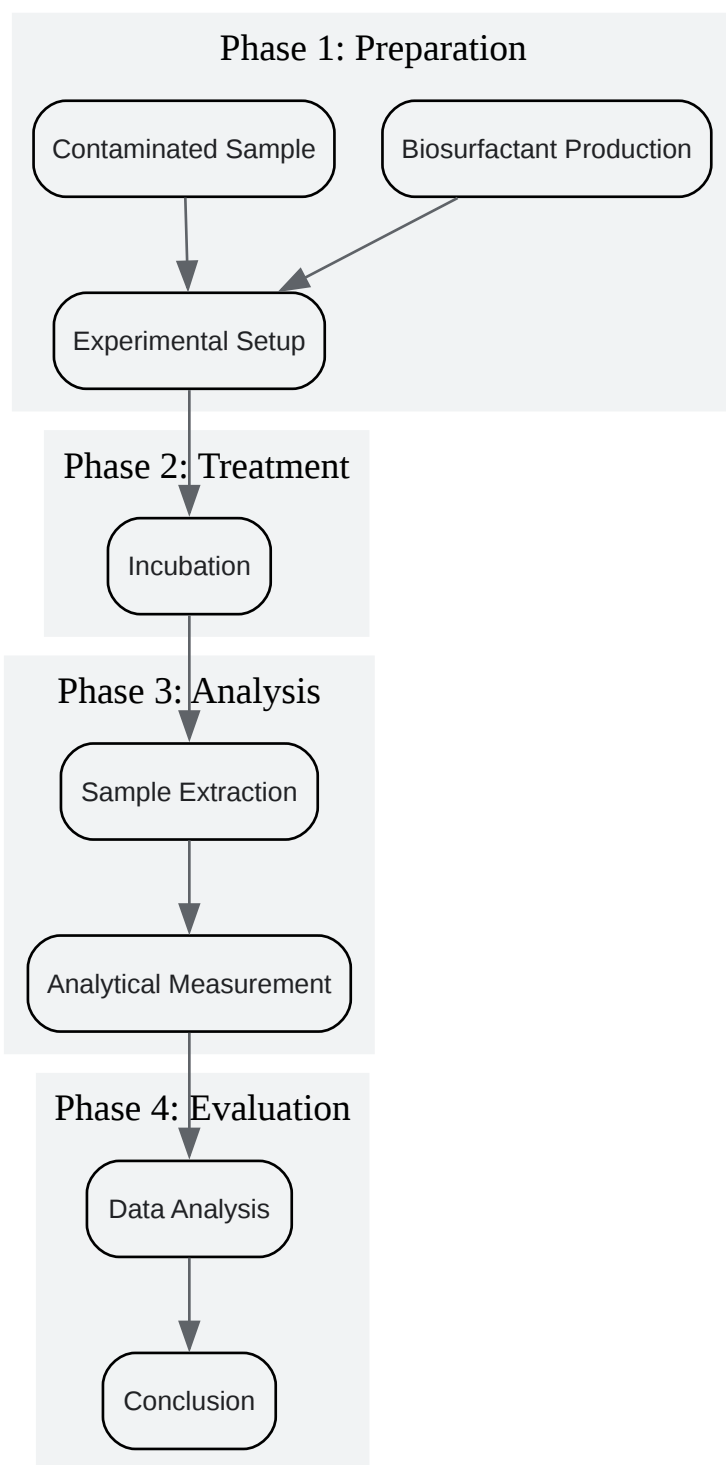 Phase 1: Preparation
Contaminated Sample
Biosurfactant Production
Experimental Setup
Phase 2: Treatment
Incubation
Phase 3: Analysis
Sample Extraction
Analytical Measurement
Phase 4: Evaluation
Data Analysis
Conclusion